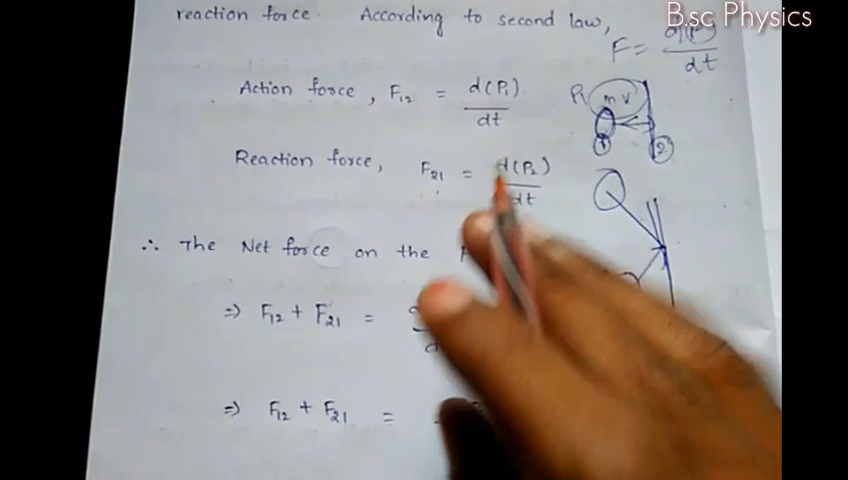 B.sc Physics
reaction force. According to second law,
F = d(P) / dt
Action force, F12 = d(P1) / dt
P1 m v
1 2
Reaction force, F21 = d(P2) / dt
∴ The Net force on the
⇒ F12 + F21 =
⇒ F12 + F21 =